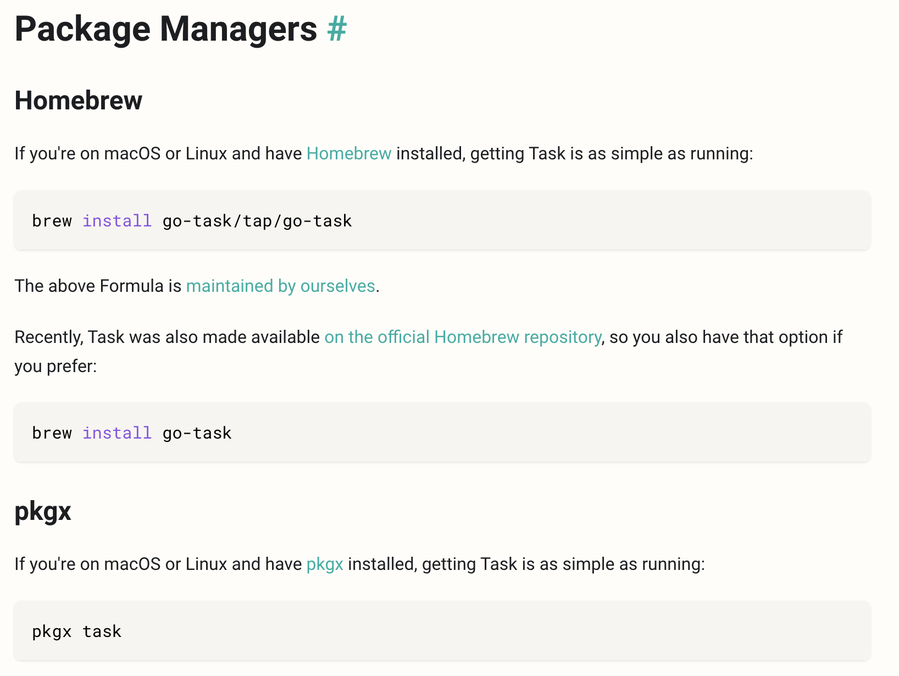 Package Managers #
Homebrew
If you're on macOS or Linux and have Homebrew installed, getting Task is as simple as running:
brew install go-task/tap/go-task
The above Formula is maintained by ourselves.
Recently, Task was also made available on the official Homebrew repository, so you also have that option if
you prefer:
brew install go-task
pkgx
If you're on macOS or Linux and have pkgx installed, getting Task is as simple as running:
pkgx task